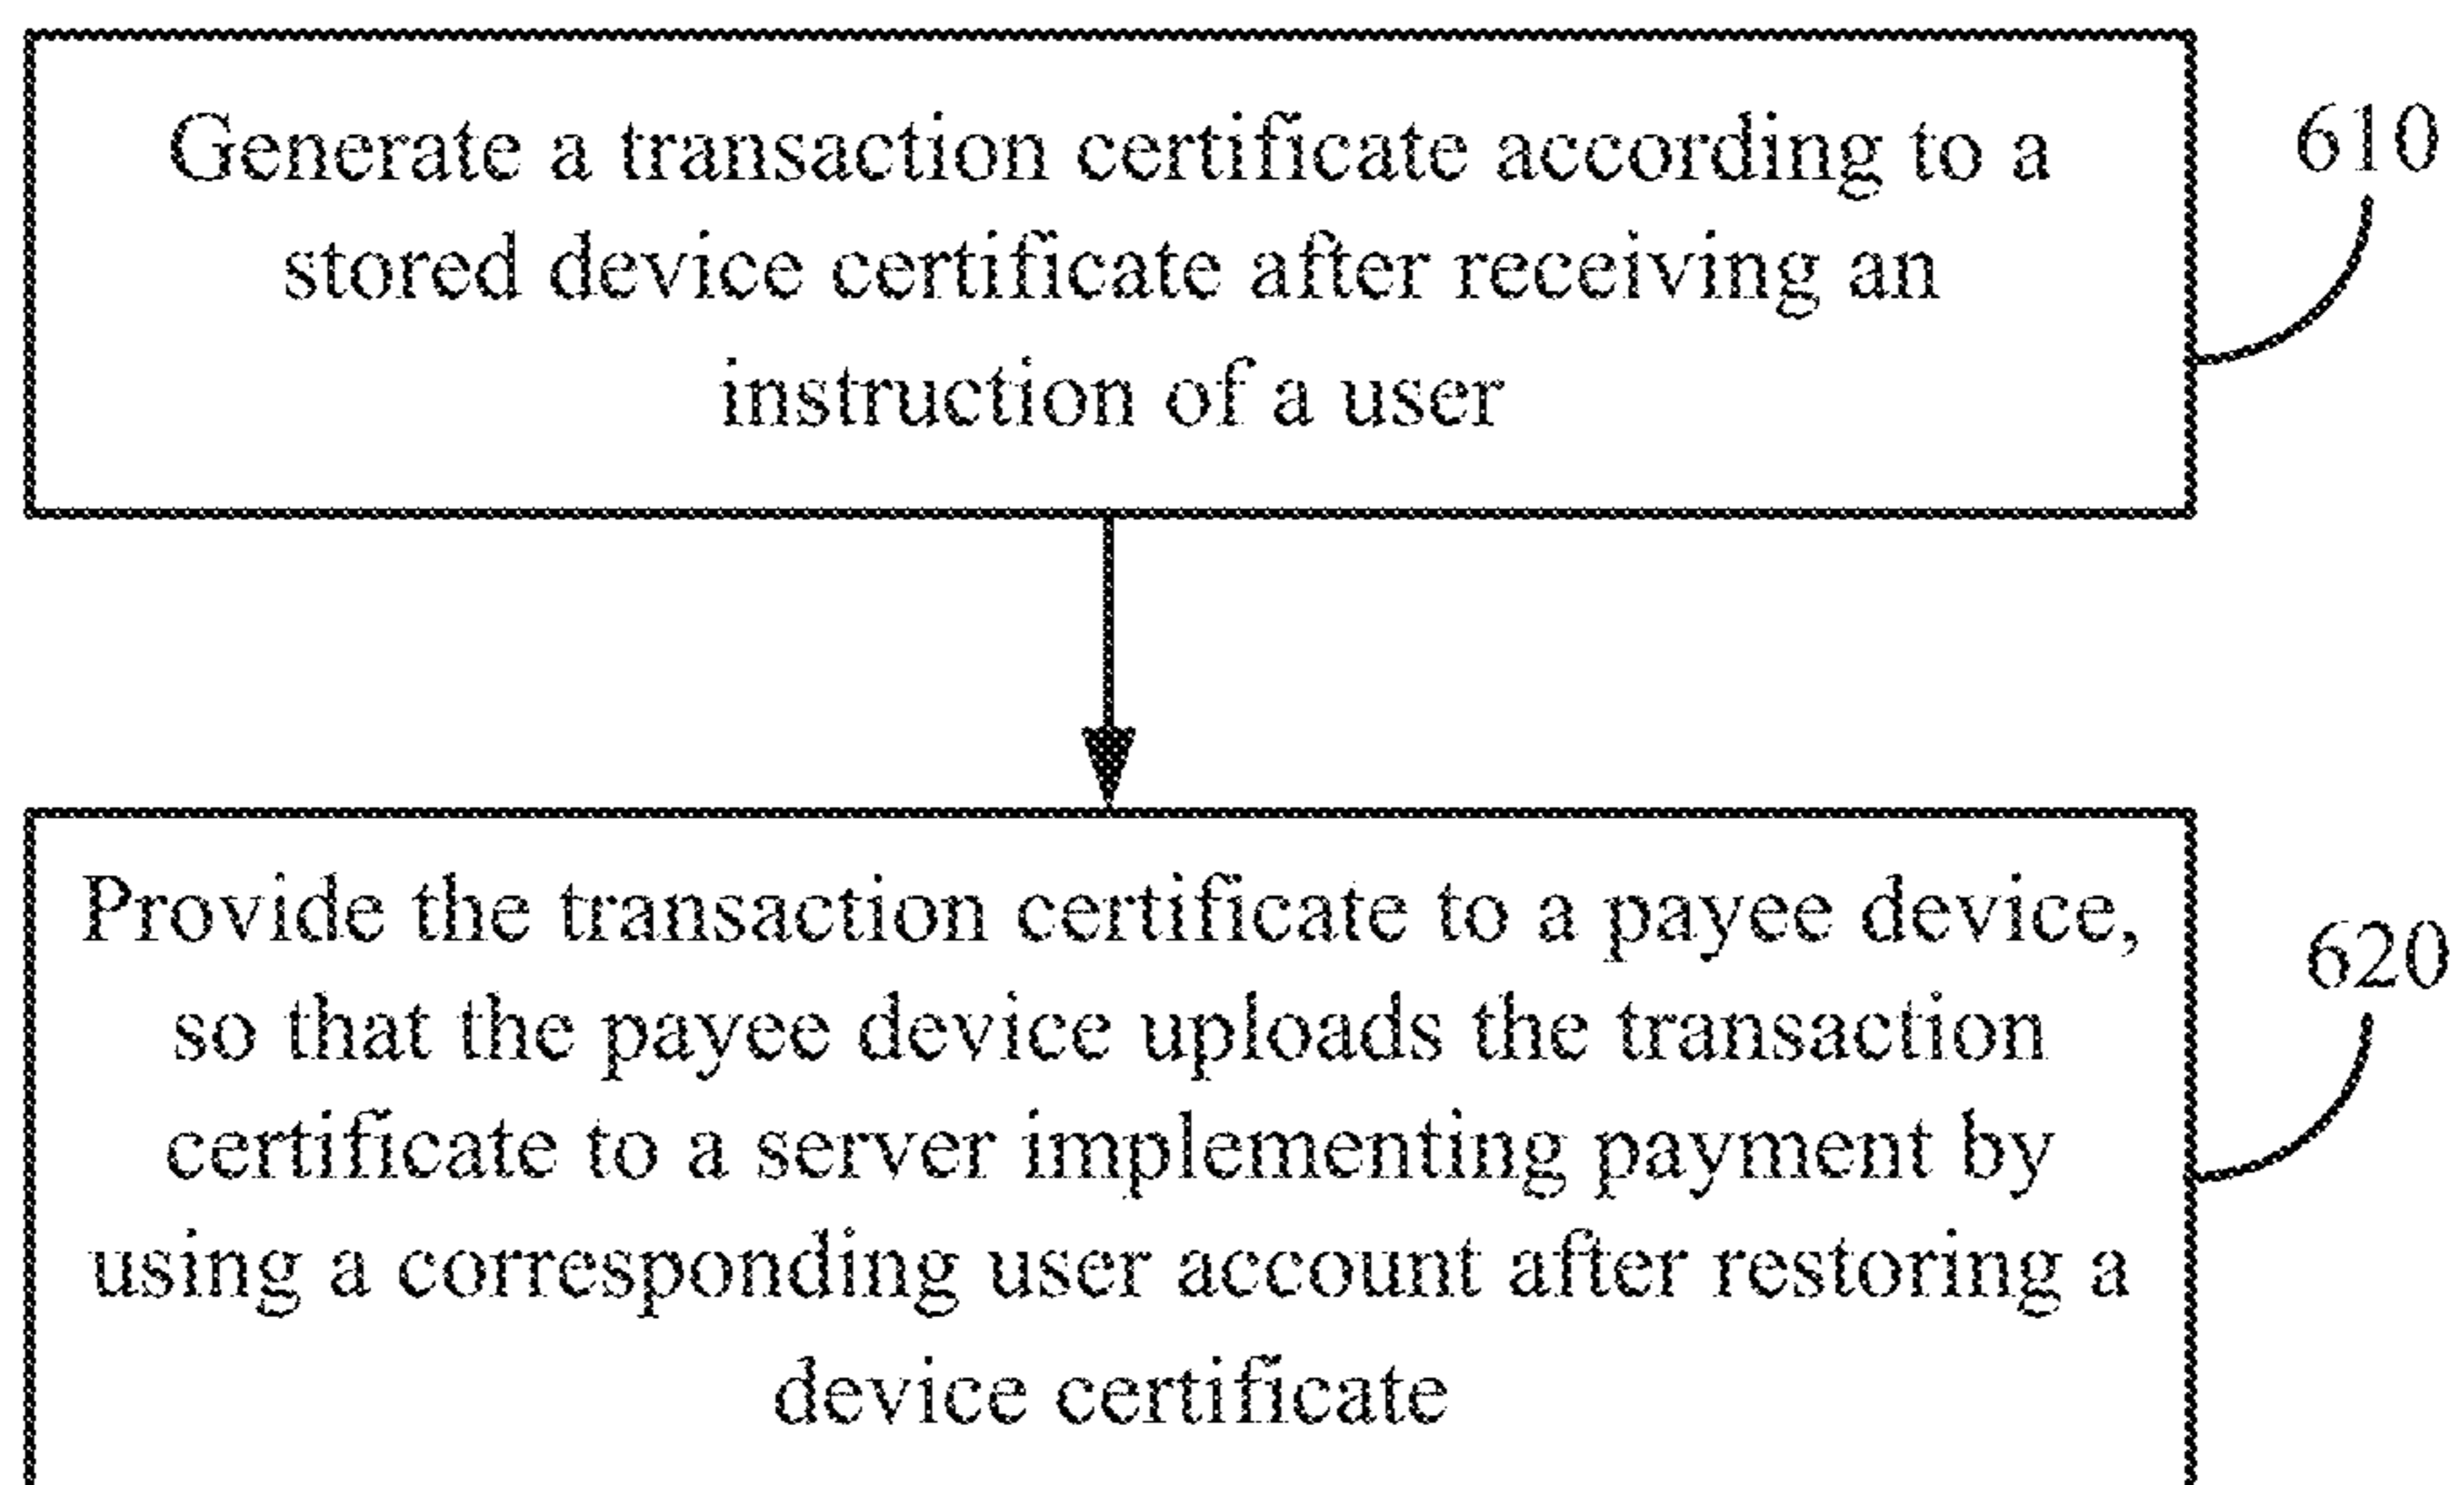 Generate a transaction certificate according to a
stored device certificate after receiving an
instruction of a user
610
Provide the transaction certificate to a payee device,
so that the payee device uploads the transaction
certificate to a server implementing payment by
using a corresponding user account after restoring a
device certificate
620